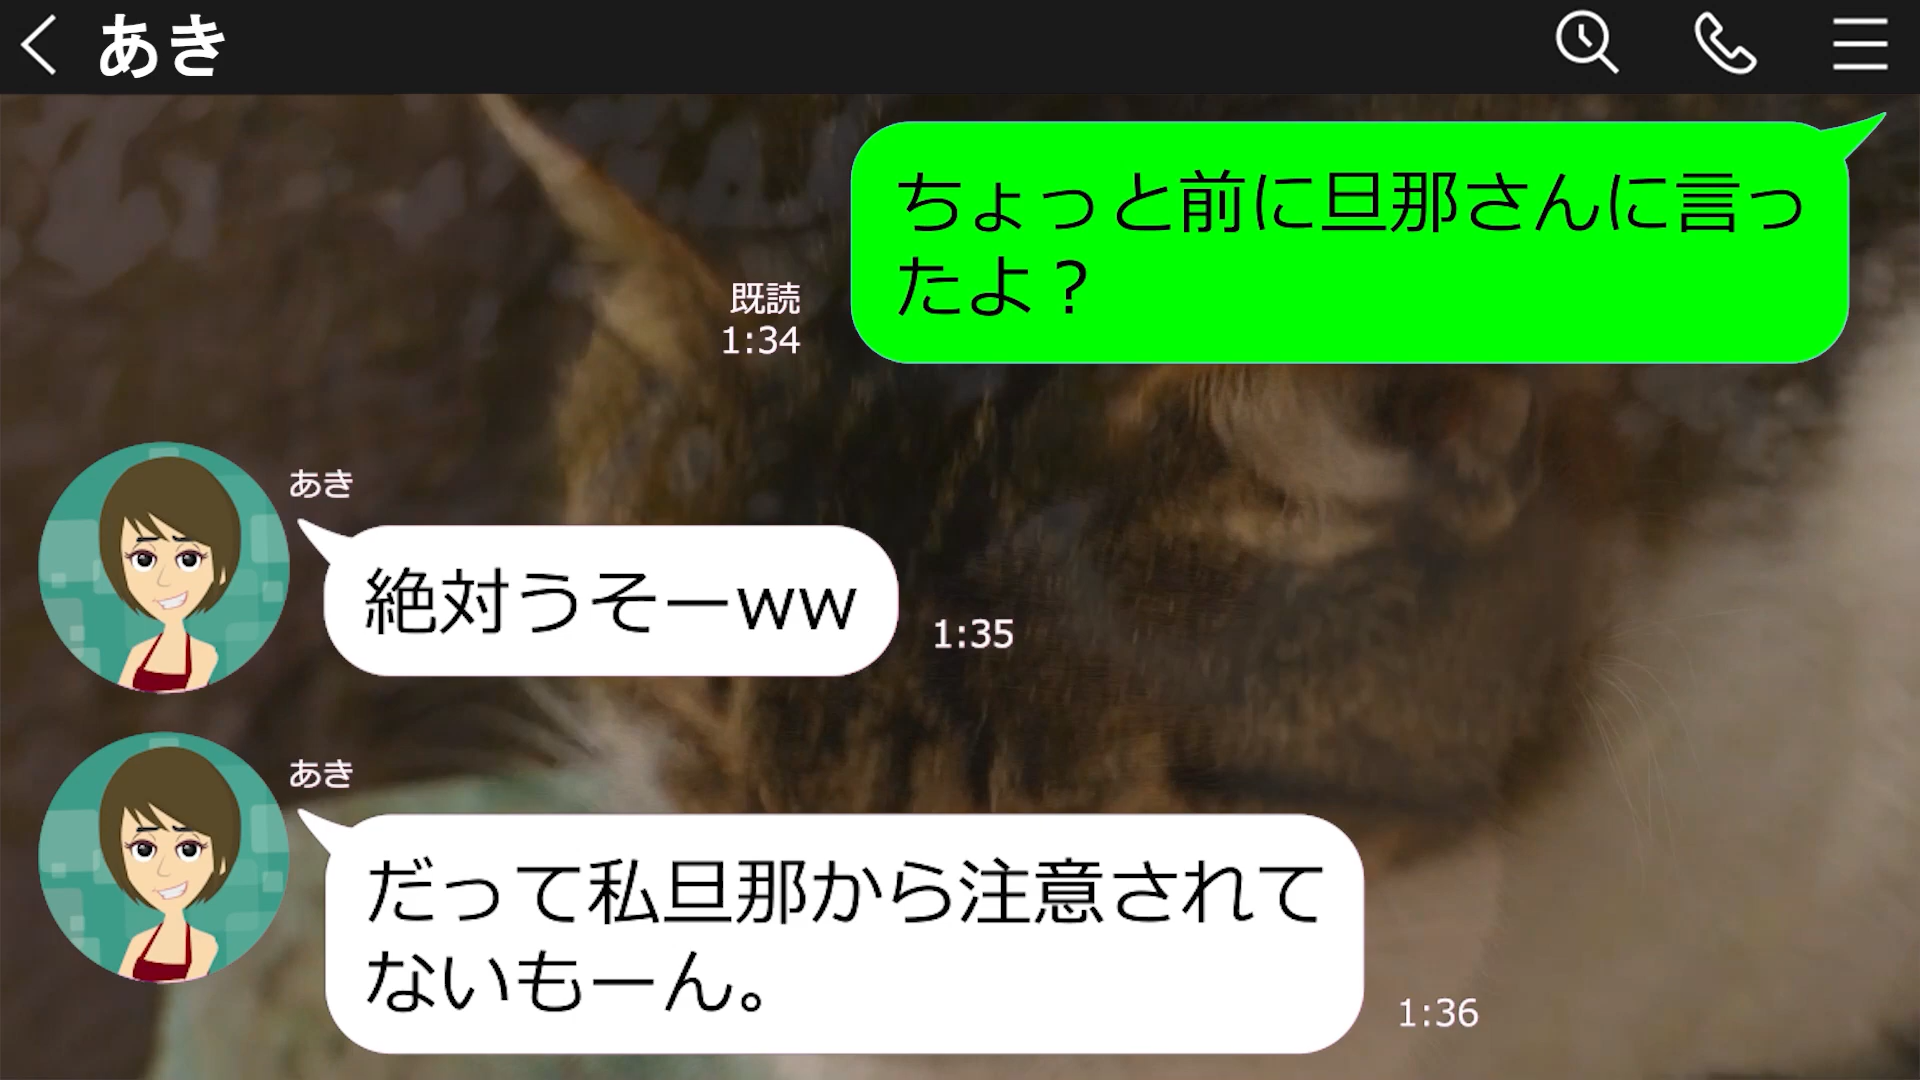 あき
ちょっと前に旦那さんに言っ
たよ？
既読
1:34
あき
絶対うそーww
1:35
あき
だって私旦那から注意されて
ないもーん。
1:36